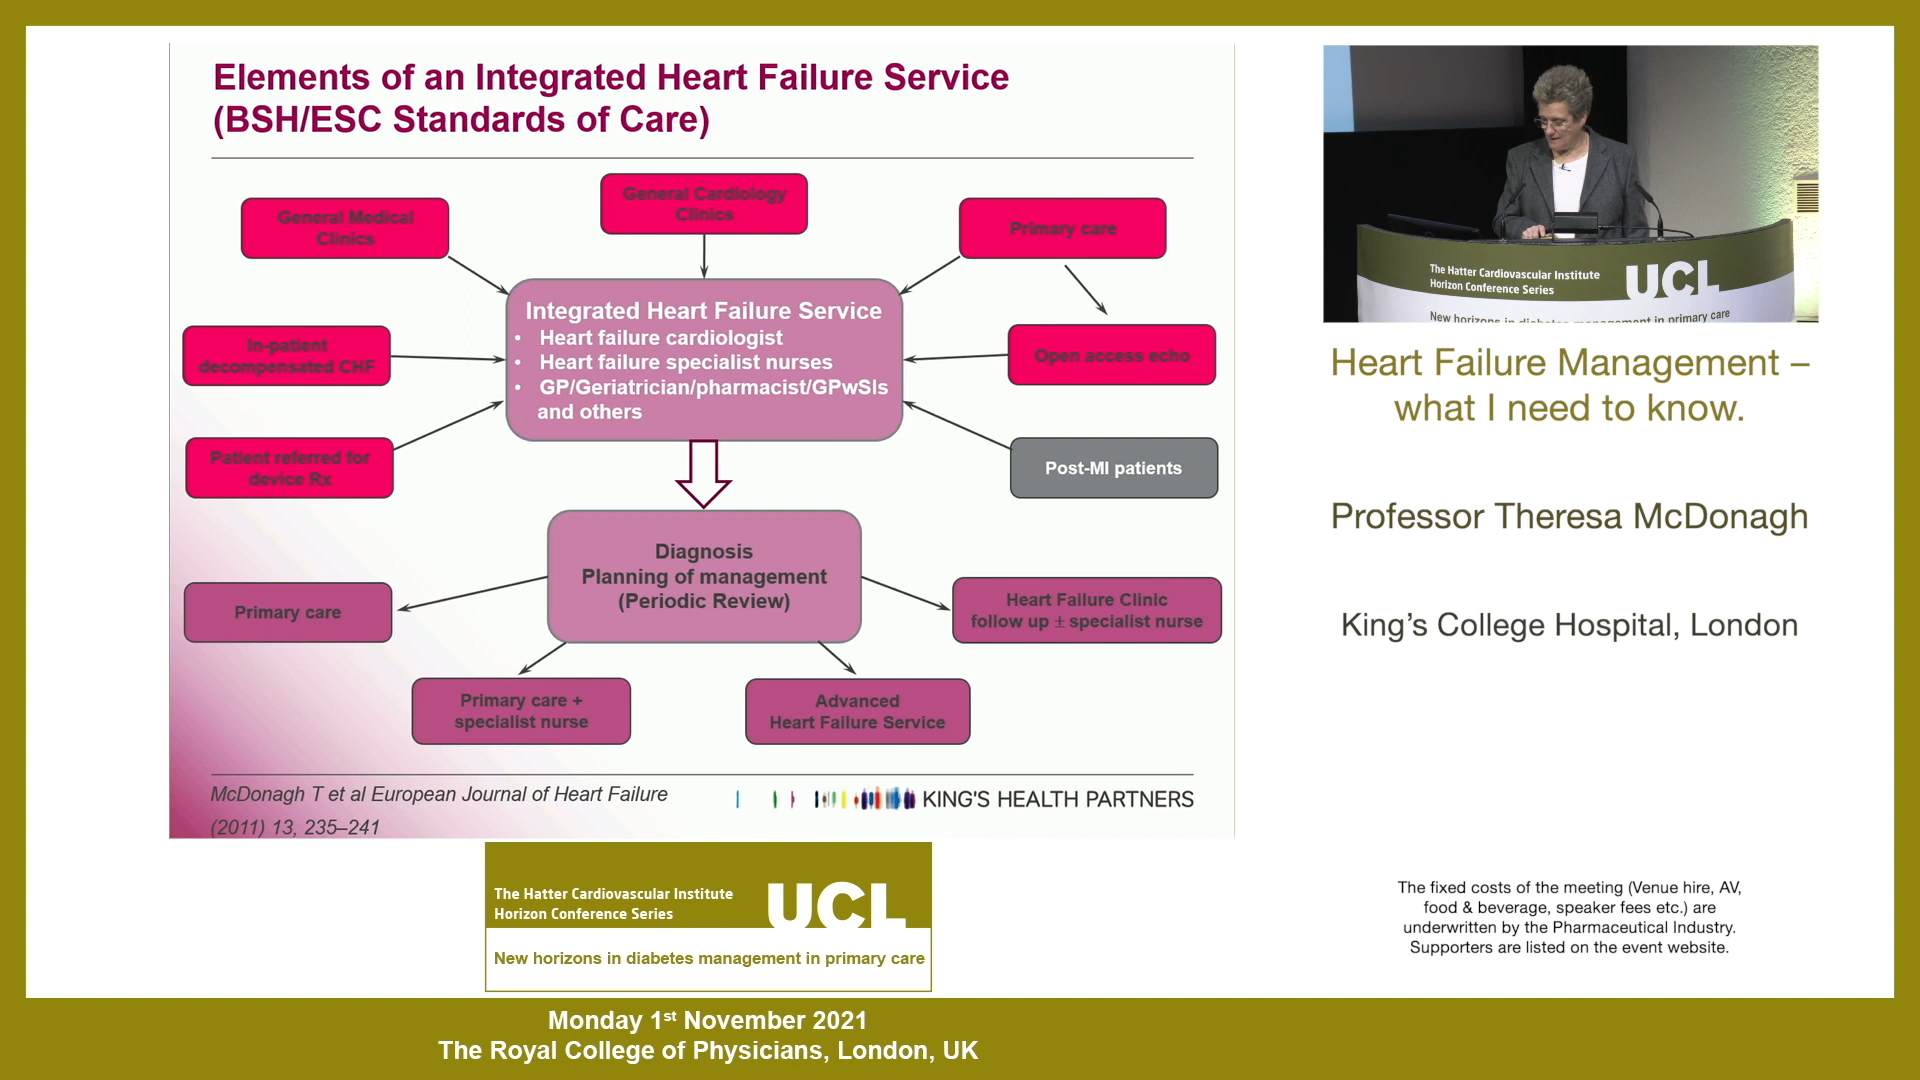 Elements of an Integrated Heart Failure Service
(BSH/ESC Standards of Care)
General Medical
Clinics
General Cardiology
Clinics
Primary care
In-patient
decompensated CHF
Integrated Heart Failure Service
• Heart failure cardiologist
• Heart failure specialist nurses
• GP/Geriatrician/pharmacist/GPwSIs
and others
Open access echo
Patient referred for
device Rx
Post-MI patients
Diagnosis
Planning of management
(Periodic Review)
Primary care
Heart Failure Clinic
follow up ± specialist nurse
Primary care +
specialist nurse
Advanced
Heart Failure Service
McDonagh T et al European Journal of Heart Failure
(2011) 13, 235–241
KING'S HEALTH PARTNERS
The Hatter Cardiovascular Institute
Horizon Conference Series
UCL
New horizons in diabetes management in primary care
Heart Failure Management –
what I need to know.
Professor Theresa McDonagh
King's College Hospital, London
The fixed costs of the meeting (Venue hire, AV,
food & beverage, speaker fees etc.) are
underwritten by the Pharmaceutical Industry.
Supporters are listed on the event website.
The Hatter Cardiovascular Institute
Horizon Conference Series
UCL
New horizons in diabetes management in primary care
Monday 1st November 2021
The Royal College of Physicians, London, UK